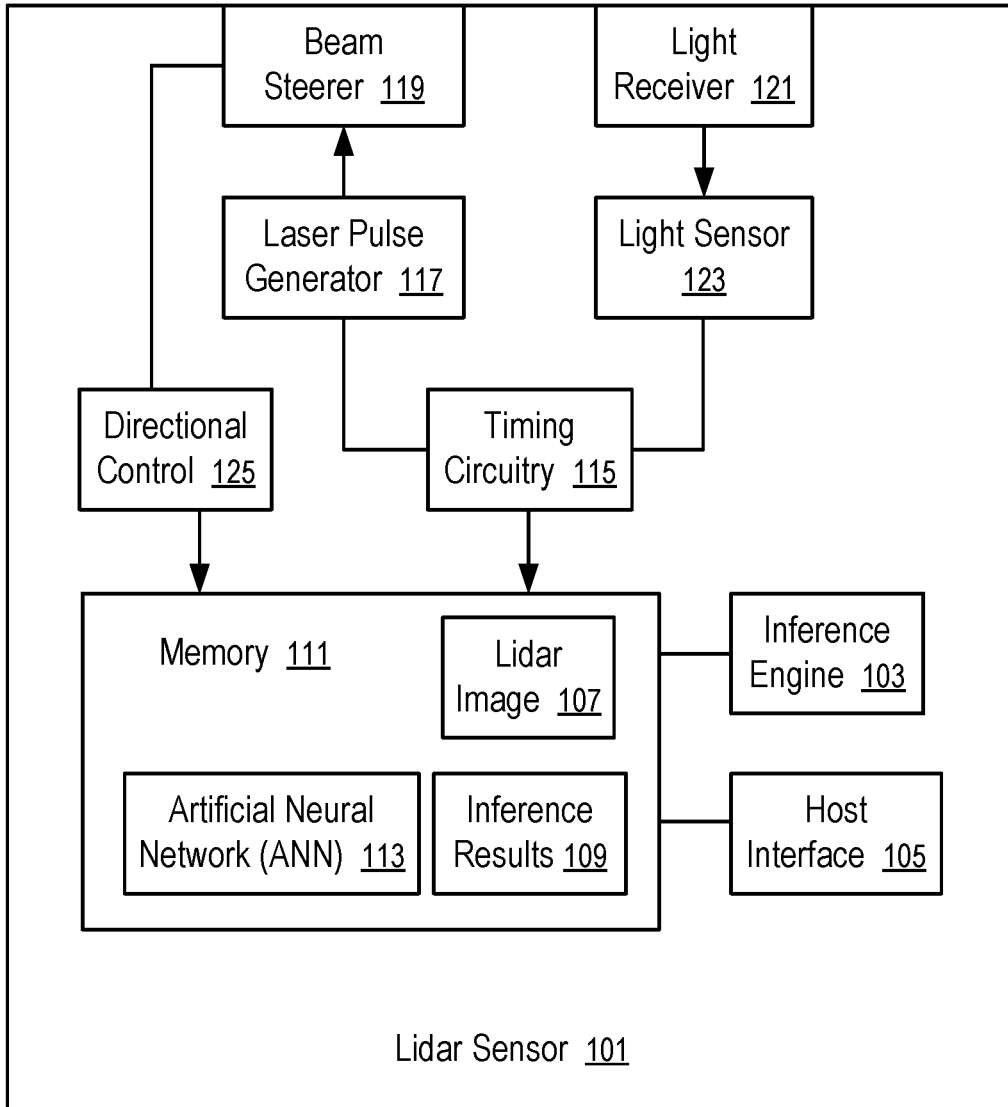 Beam
Steerer 119
Light
Receiver 121
Laser Pulse
Generator 117
Light Sensor
123
Directional
Control 125
Timing
Circuitry 115
Memory 111
Lidar
Image 107
Inference
Engine 103
Artificial Neural
Network (ANN) 113
Inference
Results 109
Host
Interface 105
Lidar Sensor 101